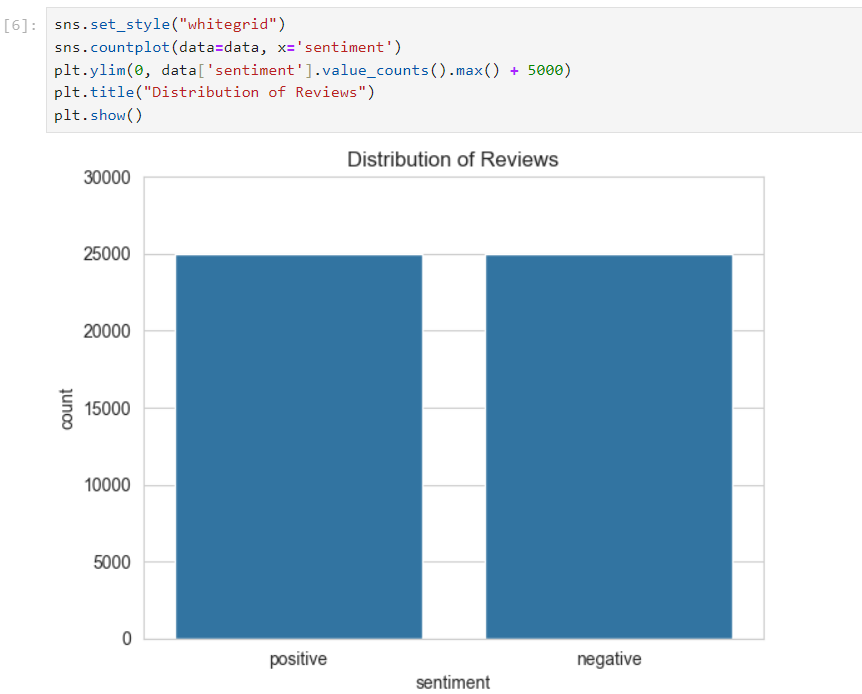 [6]:
sns.set_style("whitegrid")
sns.countplot(data=data, x='sentiment')
plt.ylim(0, data['sentiment'].value_counts().max() + 5000)
plt.title("Distribution of Reviews")
plt.show()
Distribution of Reviews
30000
25000
20000
15000
10000
5000
0
count
positive negative
sentiment